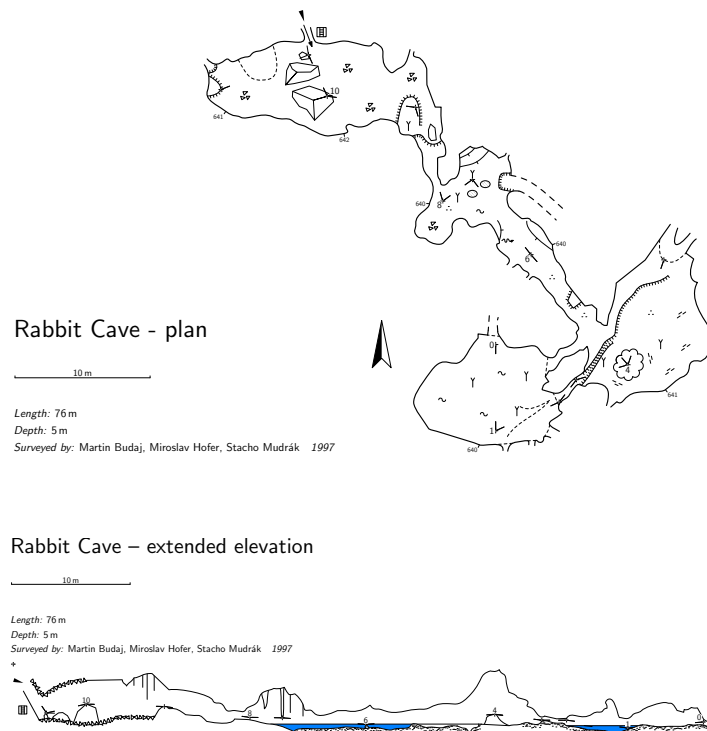 10
641
642
640
8
640
6
Rabbit Cave - plan
0
10 m
4
641
Length: 76 m
Depth: 5 m
Surveyed by: Martin Budaj, Miroslav Hofer, Stacho Mudrák 1997
1
640
Rabbit Cave – extended elevation
10 m
Length: 76 m
Depth: 5 m
Surveyed by: Martin Budaj, Miroslav Hofer, Stacho Mudrák 1997
10
8
6
4
1
0